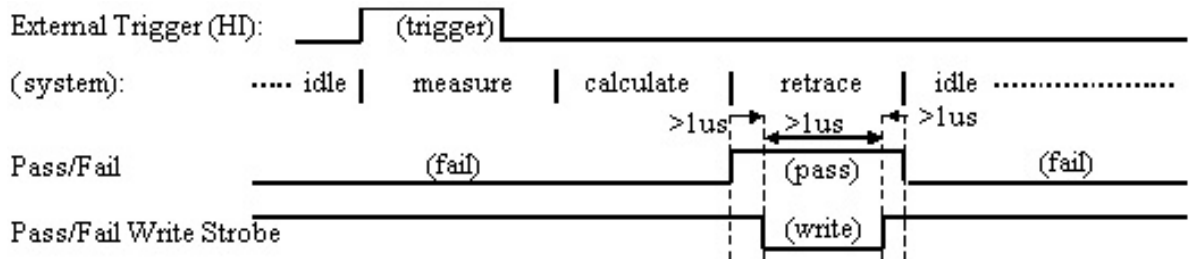 External Trigger (HI): (trigger)
(system): ..... idle | measure | calculate | retrace | idle ......................
>1us >1us >1us
Pass/Fail (fail) (pass) (fail)
Pass/Fail Write Strobe (write)